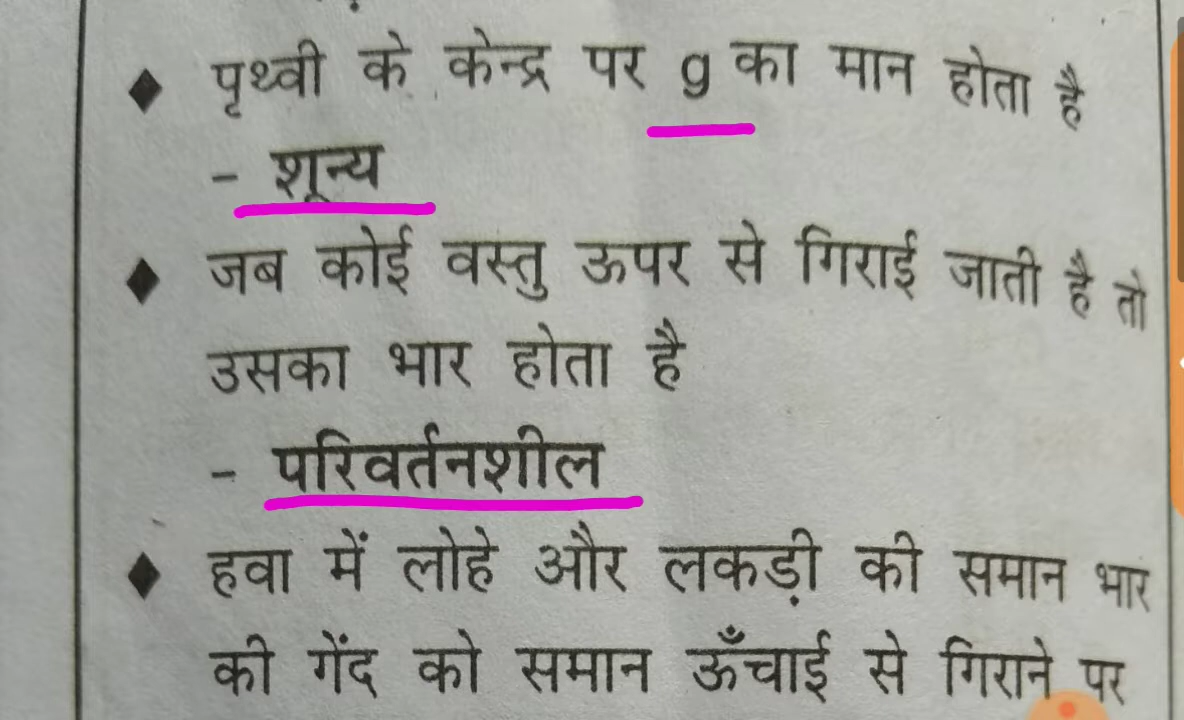 ♦ पृथ्वी के केन्द्र पर g का मान होता है
- शून्य
♦ जब कोई वस्तु ऊपर से गिराई जाती है तो
उसका भार होता है
- परिवर्तनशील
♦ हवा में लोहे और लकड़ी की समान भार
की गेंद को समान ऊँचाई से गिराने पर